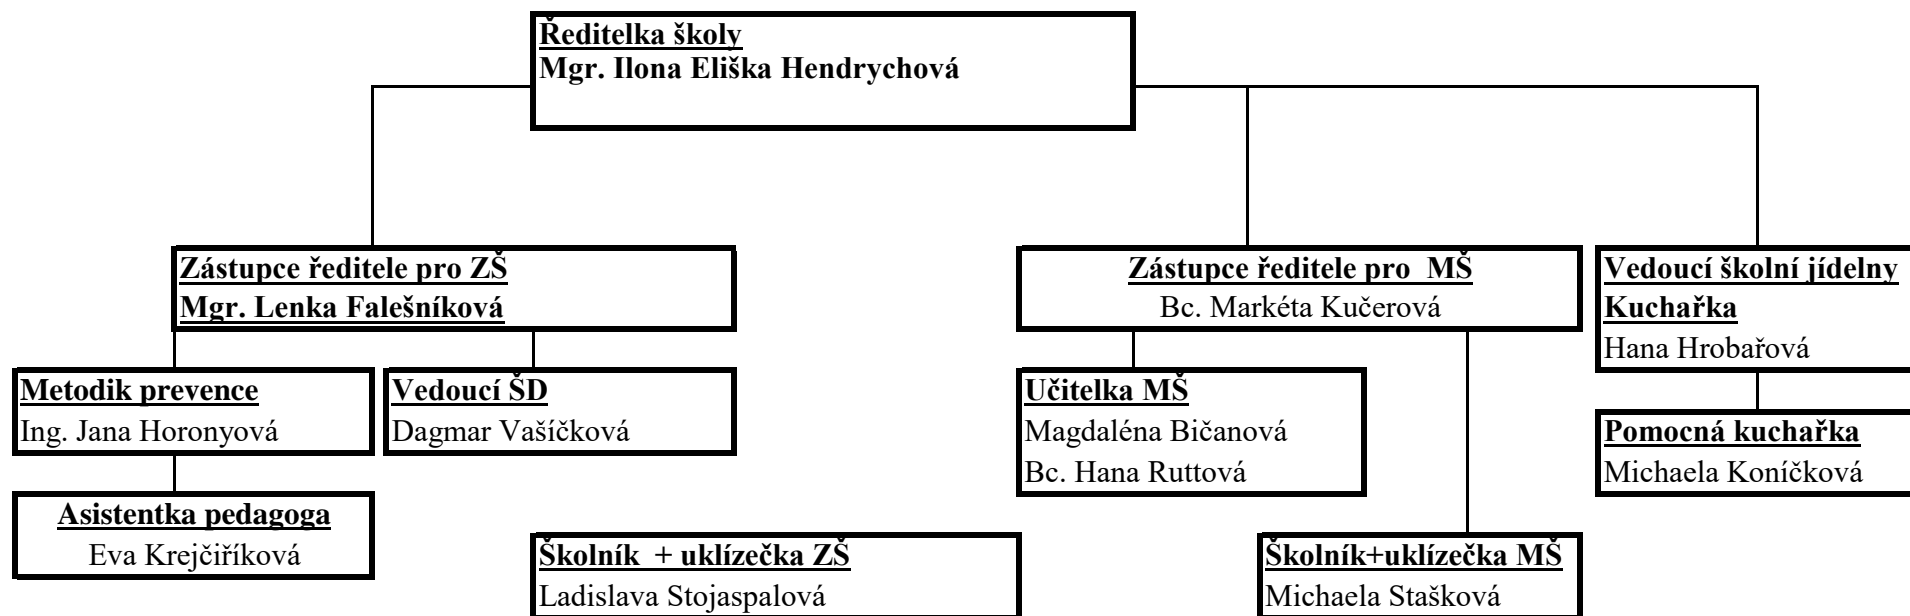 Ředitelka školy
Mgr. Ilona Eliška Hendrychová
Zástupce ředitele pro ZŠ
Mgr. Lenka Falešníková
Zástupce ředitele pro  MŠ
Bc. Markéta Kučerová
Vedoucí školní jídelny
Kuchařka
Hana Hrobařová
Metodik prevence
Ing. Jana Horonyová
Vedoucí ŠD
Dagmar Vašíčková
Učitelka MŠ
Magdaléna Bičanová
Bc. Hana Ruttová
Pomocná kuchařka
Michaela Koníčková
Asistentka pedagoga
Eva Krejčiříková
Školník  + uklízečka ZŠ
Ladislava Stojaspalová
Školník+uklízečka MŠ
Michaela Stašková